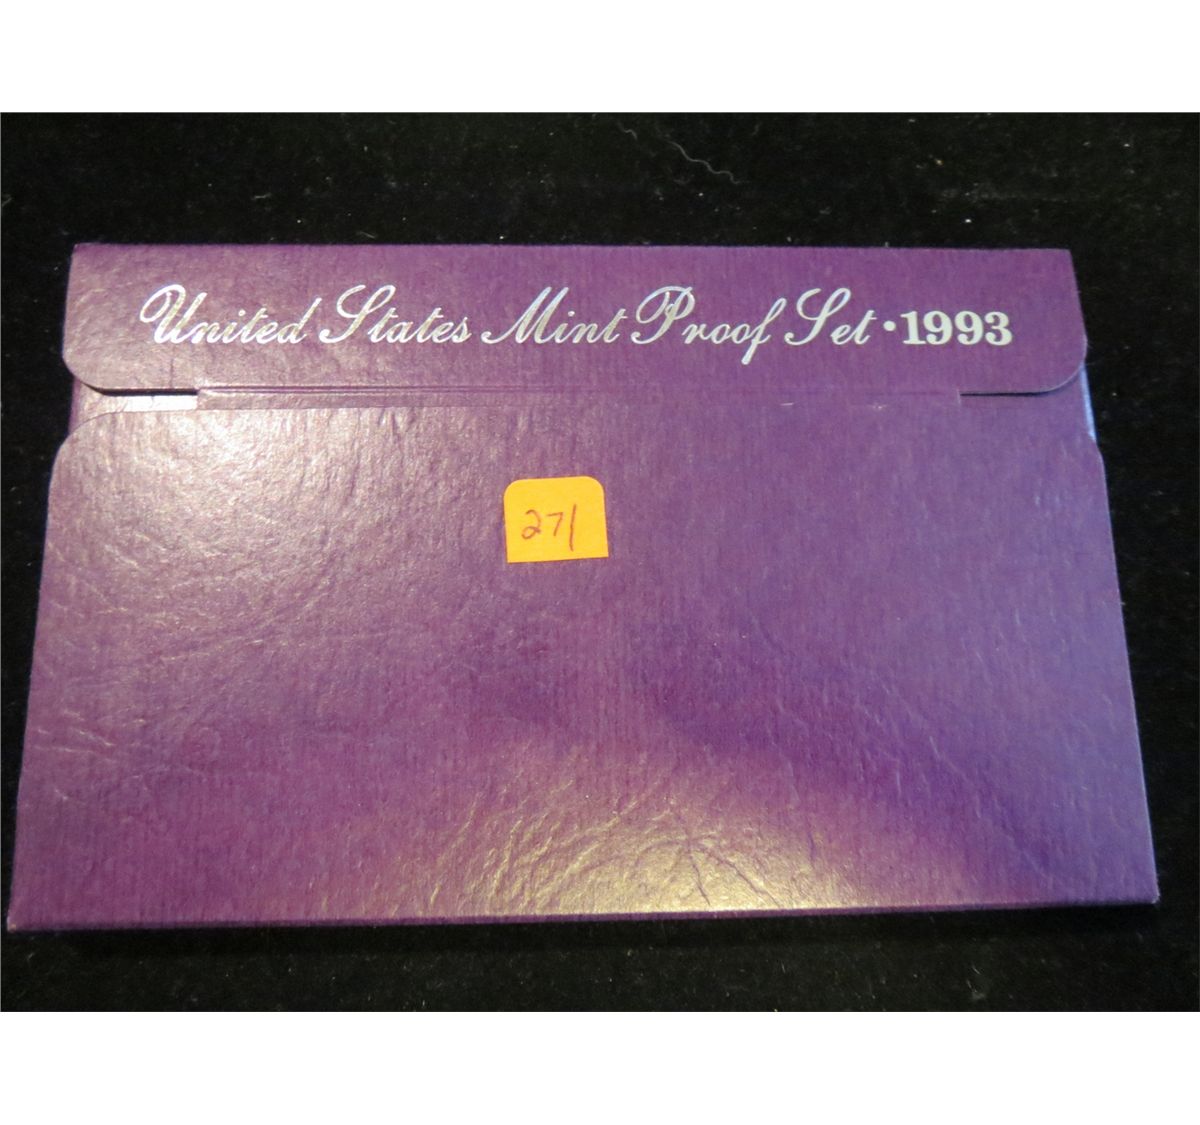 United States Mint Proof Set • 1993
271